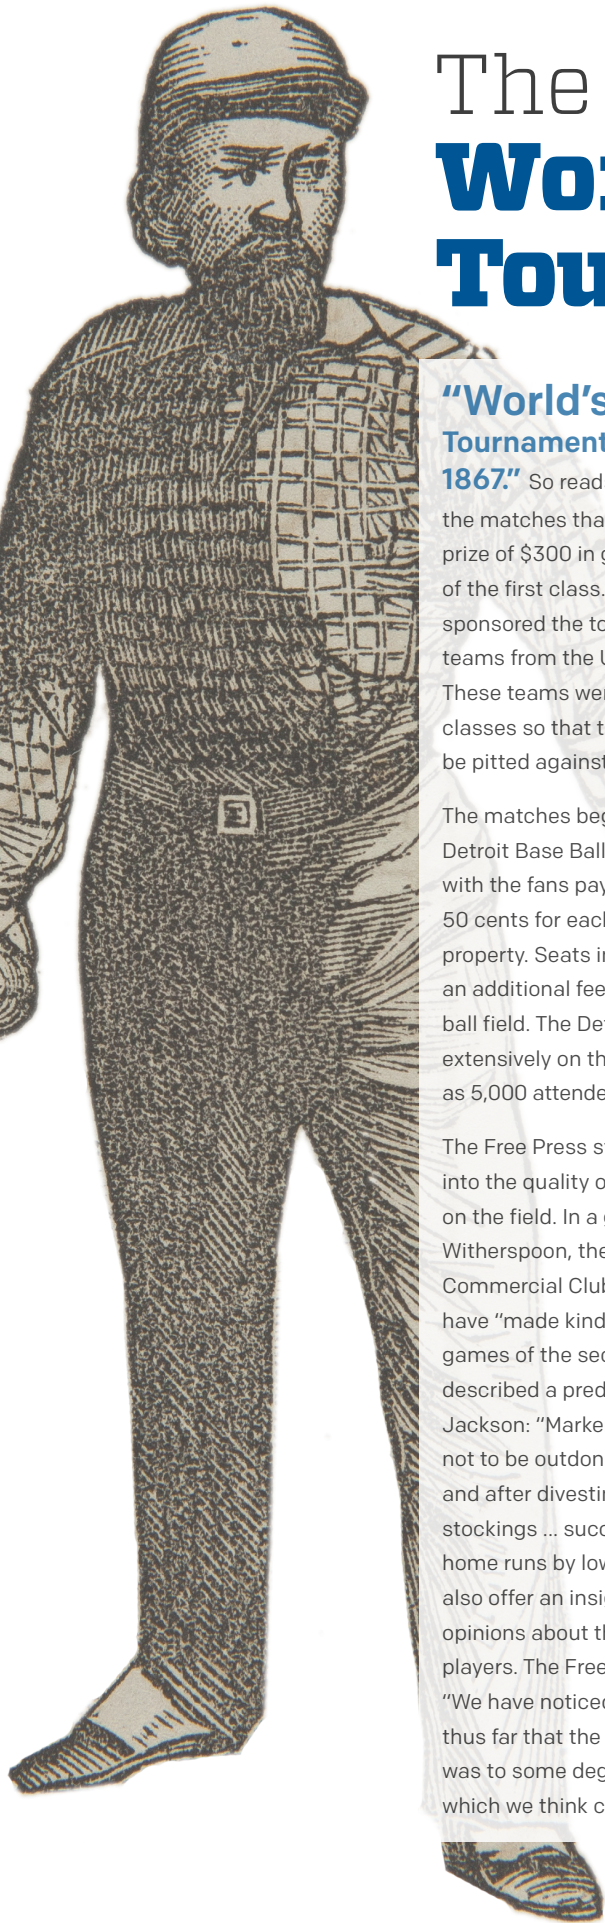 The
Wo
Tou
“World’s
Tournament
1867.” So read
the matches tha
prize of $300 in g
of the first class.
sponsored the to
teams from the U
These teams wer
classes so that t
be pitted against
The matches beg
Detroit Base Ball
with the fans pay
50 cents for each
property. Seats in
an additional fee
ball field. The Det
extensively on th
as 5,000 attende
The Free Press s
into the quality o
on the field. In a g
Witherspoon, the
Commercial Club
have “made kind
games of the sec
described a pred
Jackson: “Marke
not to be outdon
and after divestin
stockings ... succ
home runs by low
also offer an insig
opinions about th
players. The Free
“We have noticed
thus far that the
was to some deg
which we think c